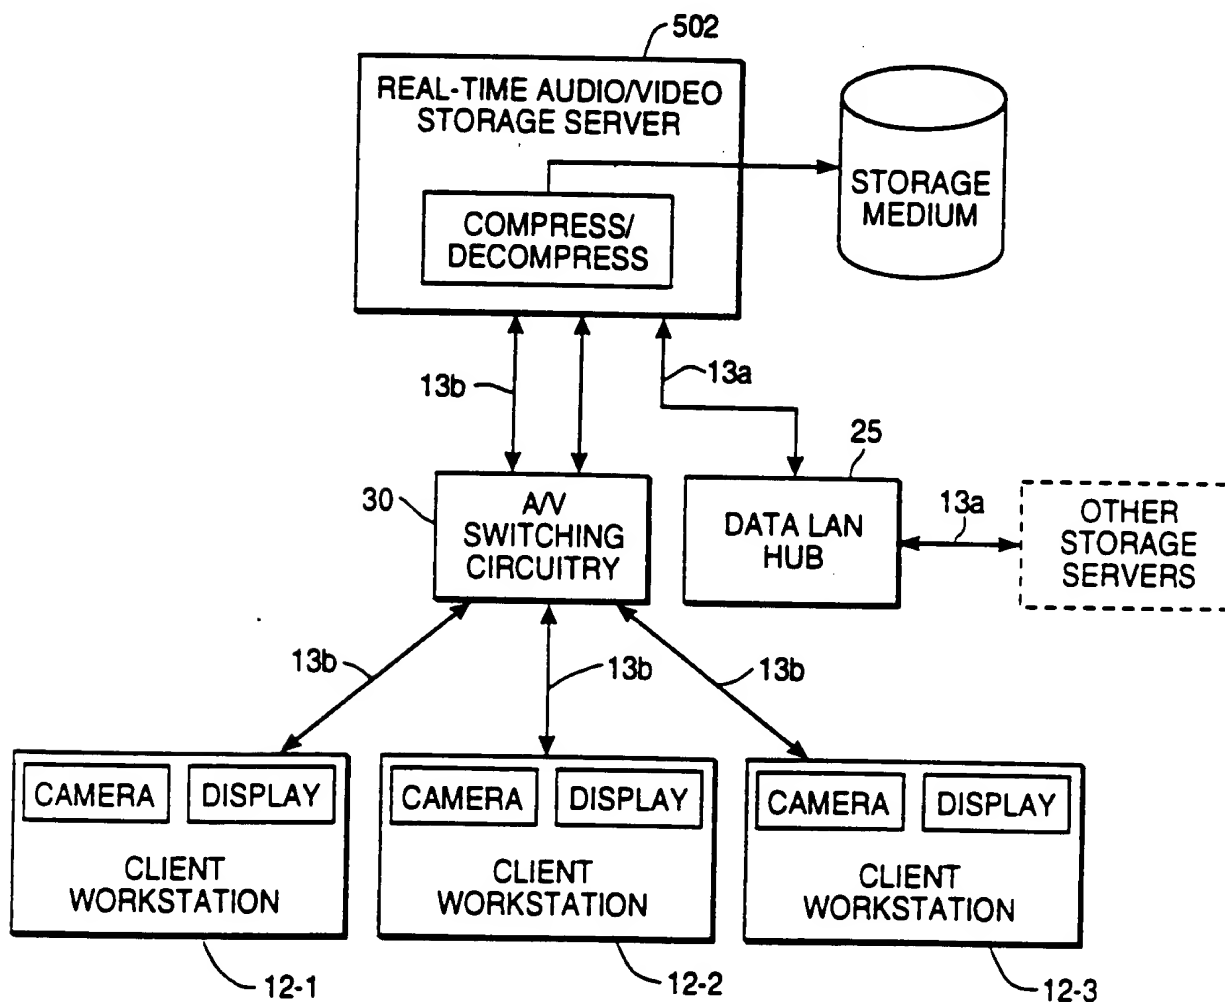 502
REAL-TIME AUDIO/VIDEO
STORAGE SERVER
COMPRESS/
DECOMPRESS
STORAGE
MEDIUM
13b
13a
25
30
A/V
SWITCHING
CIRCUITRY
DATA LAN
HUB
13a
OTHER
STORAGE
SERVERS
13b
13b
13b
CAMERA
DISPLAY
CLIENT
WORKSTATION
CAMERA
DISPLAY
CLIENT
WORKSTATION
CAMERA
DISPLAY
CLIENT
WORKSTATION
12-1
12-2
12-3